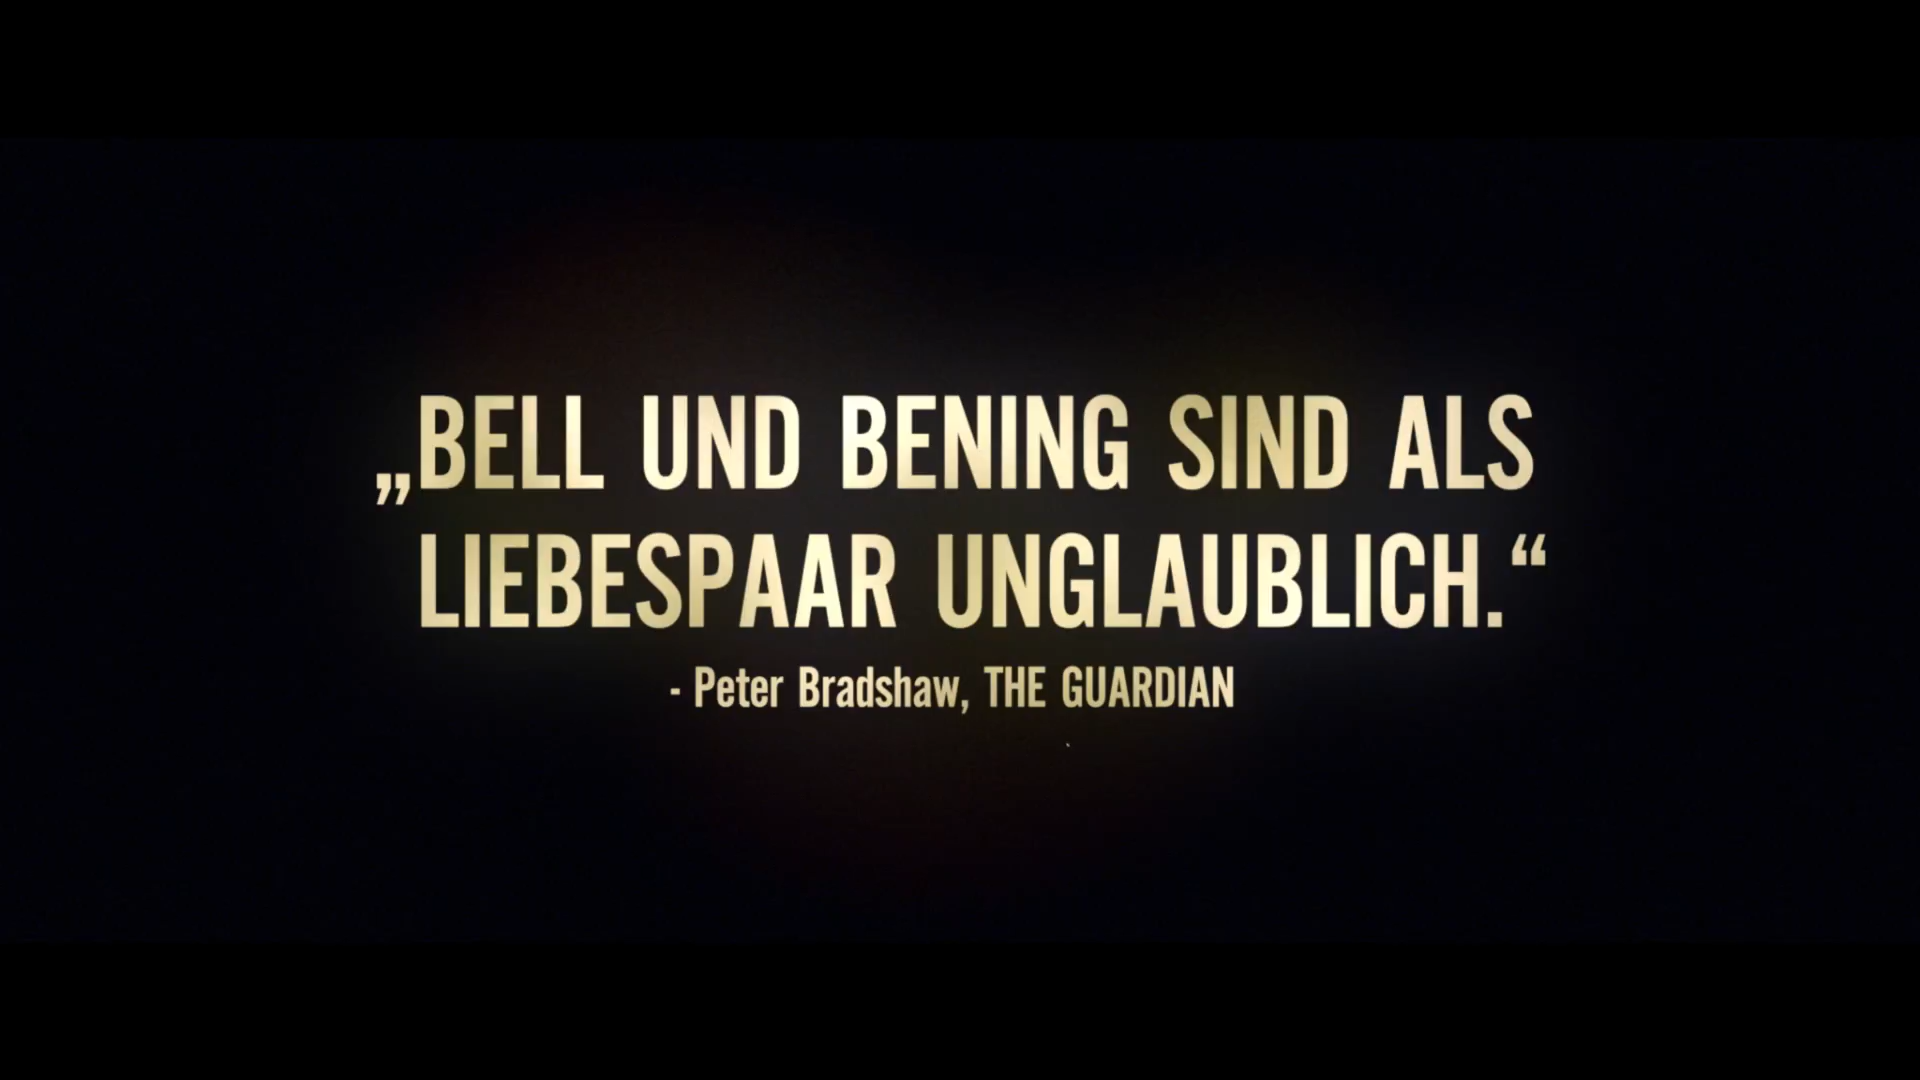 „BELL UND BENING SIND ALS
LIEBESPAAR UNGLAUBLICH.“
- Peter Bradshaw, THE GUARDIAN